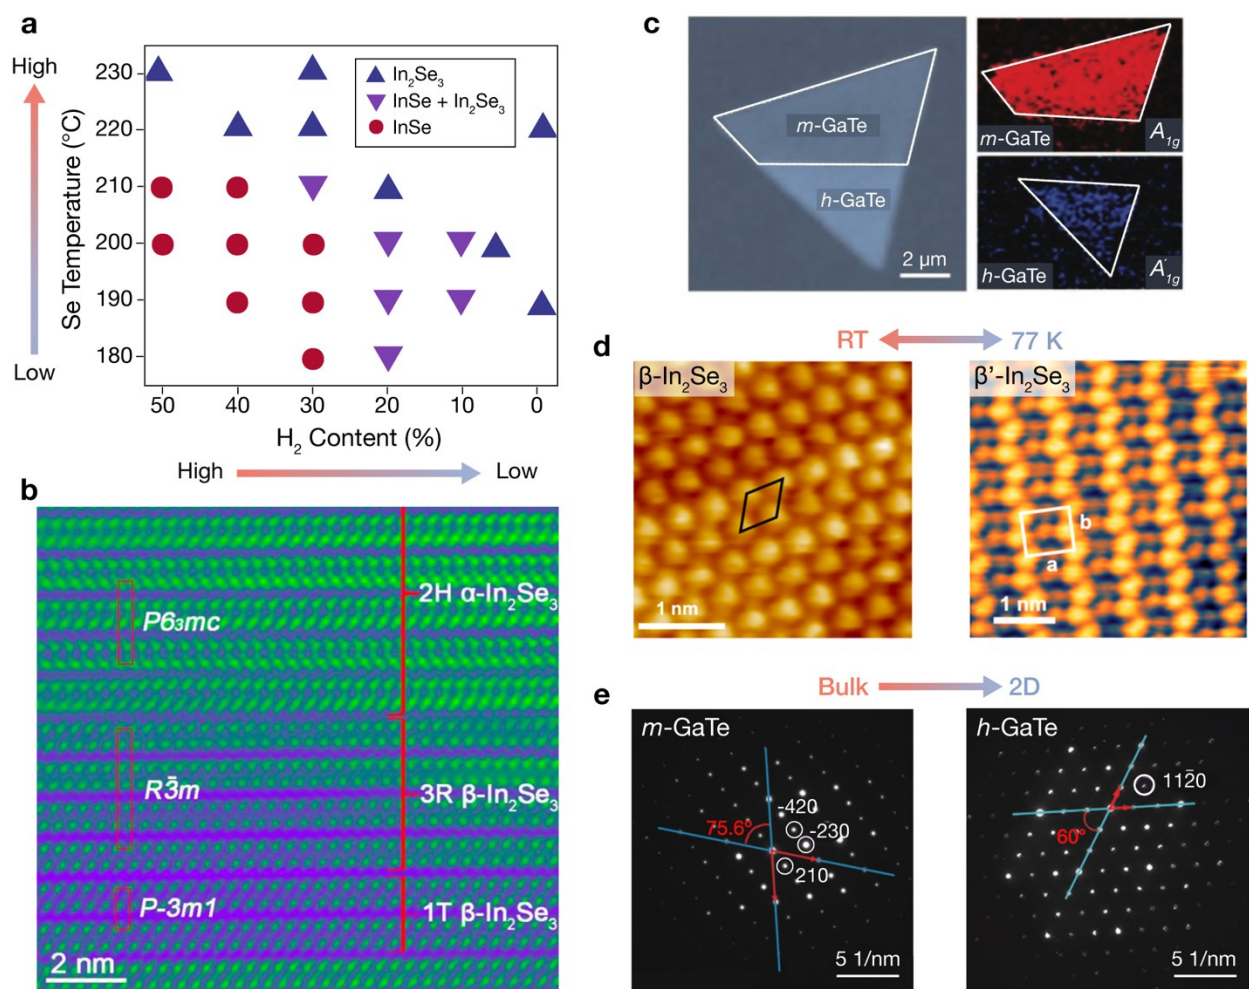 a
High
Low
Se Temperature (°C)
230
220
210
200
190
180
In₂Se₃
InSe + In₂Se₃
InSe
50
40
30
20
10
0
H₂ Content (%)
High
Low
b
P6₃mc
R3̄m
P-3m1
2H α-In₂Se₃
3R β-In₂Se₃
1T β-In₂Se₃
2 nm
c
m-GaTe
h-GaTe
2 µm
m-GaTe
A₁g
h-GaTe
A′₁g
d
RT
77 K
β-In₂Se₃
1 nm
β’-In₂Se₃
b
a
1 nm
e
Bulk
2D
m-GaTe
-420
75.6°
-230
210
5 1/nm
h-GaTe
112̄0
60°
5 1/nm